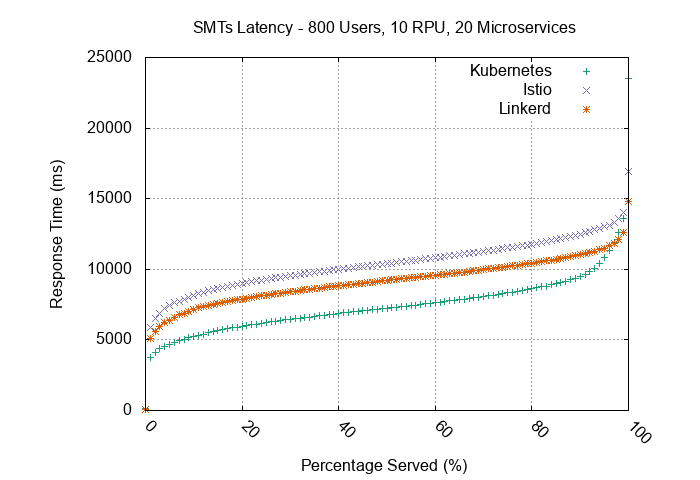 SMTs Latency - 800 Users, 10 RPU, 20 Microservices
25000
20000
15000
10000
5000
0
Response Time (ms)
Kubernetes
Istio
Linkerd
0
20
40
60
80
100
Percentage Served (%)